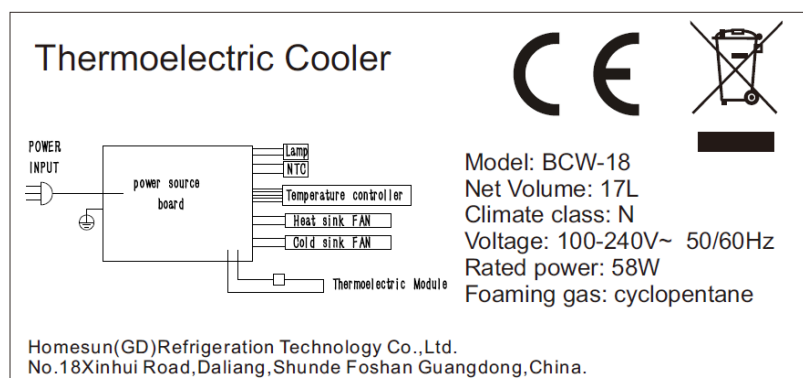 Thermoelectric Cooler
CE
POWER
INPUT
power source
board
Lamp
NTC
Temperature controller
Heat sink FAN
Cold sink FAN
Thermoelectric Module
Model: BCW-18
Net Volume: 17L
Climate class: N
Voltage: 100-240V~ 50/60Hz
Rated power: 58W
Foaming gas: cyclopentane
Homesun(GD)Refrigeration Technology Co.,Ltd.
No.18Xinhui Road,Daliang,Shunde Foshan Guangdong,China.